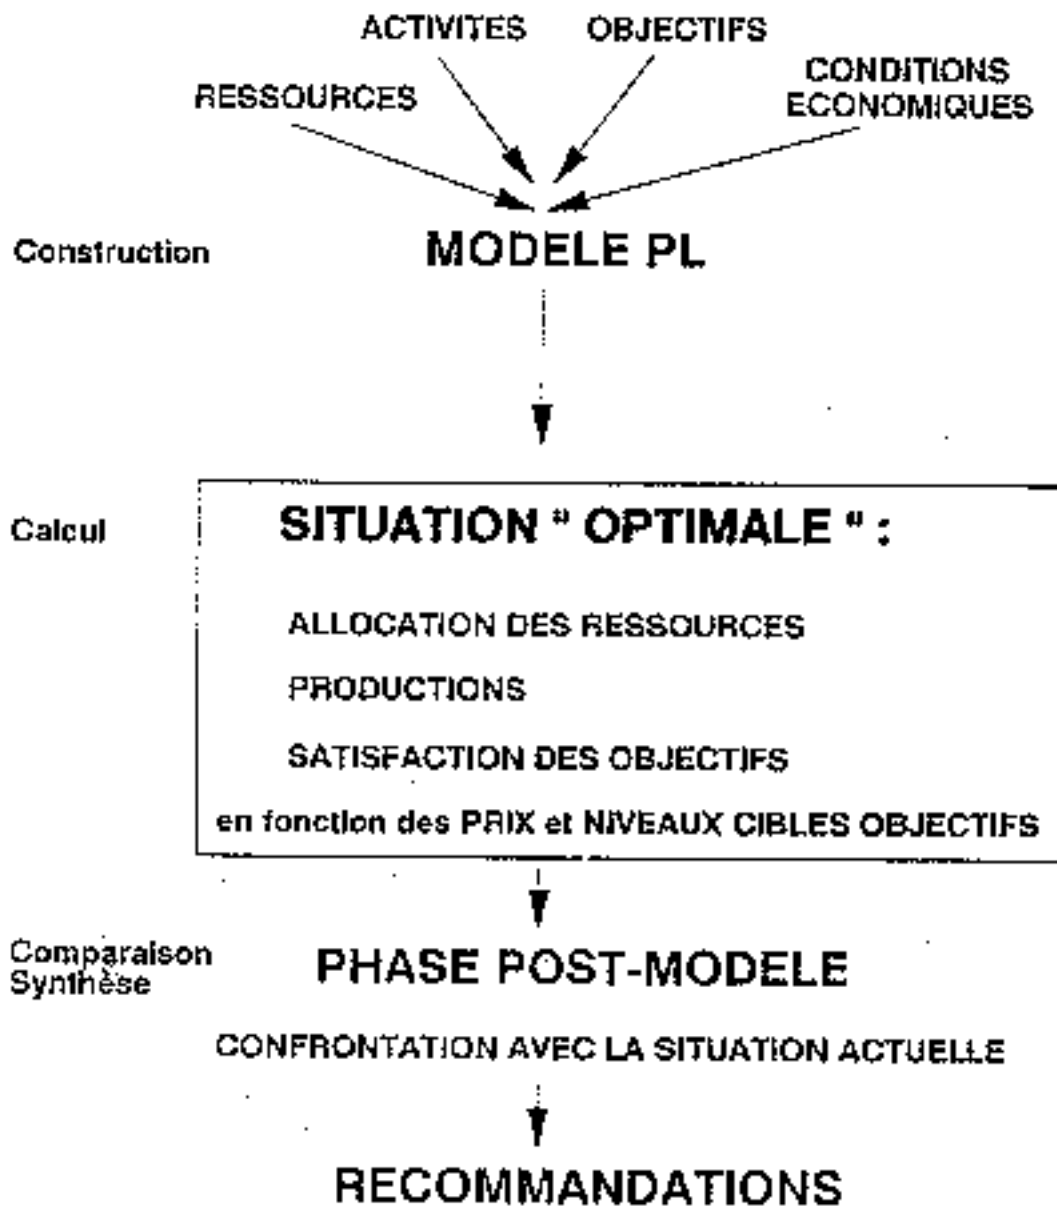 ACTIVITES OBJECTIFS
RESSOURCES
CONDITIONS
ECONOMIQUES
Construction
MODELE PL
Calcul
SITUATION " OPTIMALE " :
ALLOCATION DES RESSOURCES
PRODUCTIONS
SATISFACTION DES OBJECTIFS
en fonction des PRIX et NIVEAUX CIBLES OBJECTIFS
Comparaison
Synthèse
PHASE POST-MODELE
CONFRONTATION AVEC LA SITUATION ACTUELLE
RECOMMANDATIONS